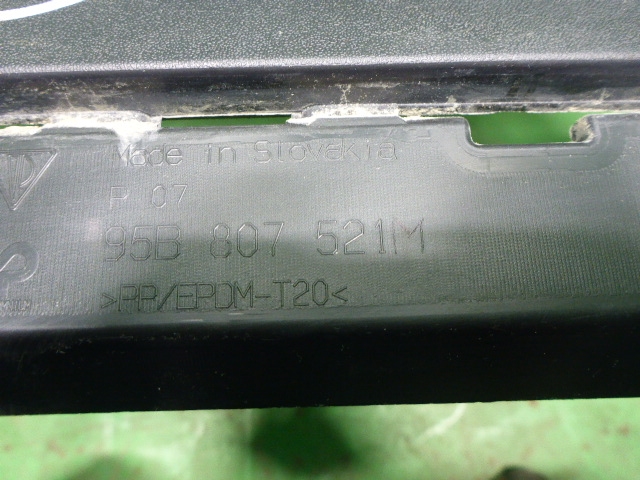 Made in Slovakia
P 07
95B 807 521M
>PP/EPDM-T20<